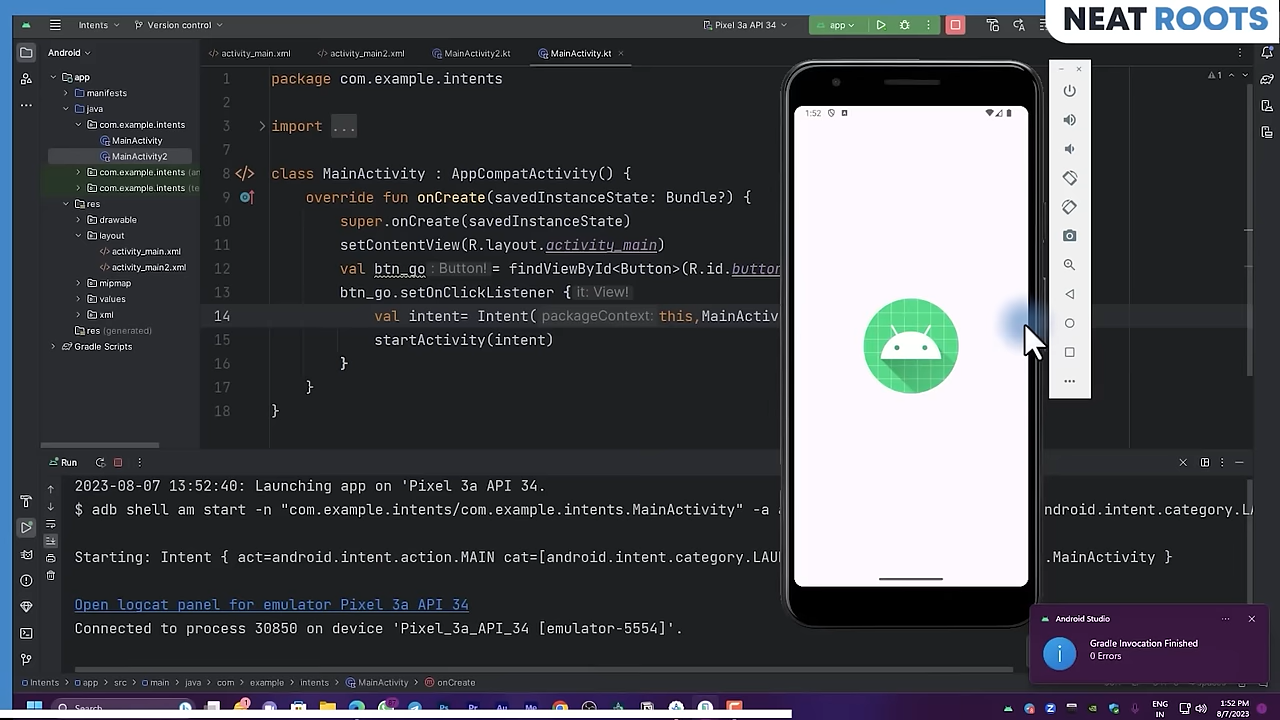 NEAT ROOTS
Intents
Version control
Pixel 3a API 34
app
Android
activity_main.xml
activity_main2.xml
MainActivity2.kt
MainActivity.kt
app
manifests
java
com.example.intents
MainActivity
MainActivity2
com.example.intents
com.example.intents
res
drawable
layout
activity_main.xml
activity_main2.xml
mipmap
values
xml
res (generated)
Gradle Scripts
1 package com.example.intents
2
3 import ...
7
8 class MainActivity : AppCompatActivity() {
9 override fun onCreate(savedInstanceState: Bundle?) {
10 super.onCreate(savedInstanceState)
11 setContentView(R.layout.activity_main)
12 val btn_go : Button! = findViewById<Button>(R.id.button
13 btn_go.setOnClickListener { it: View!
14 val intent= Intent( packageContext: this,MainActiv
15 startActivity(intent)
16 }
17 }
18 }
1
1:52
Run
2023-08-07 13:52:40: Launching app on 'Pixel 3a API 34.
$ adb shell am start -n "com.example.intents/com.example.intents.MainActivity" -a
ndroid.intent.category.LA
Starting: Intent { act=android.intent.action.MAIN cat=[android.intent.category.LAU
.MainActivity }
Open logcat panel for emulator Pixel 3a API 34
Connected to process 30850 on device 'Pixel_3a_API_34 [emulator-5554]'.
Android Studio
Gradle Invocation Finished
0 Errors
Intents > app > src > main > java > com > example > intents > MainActivity > onCreate
Search
ENG
IN
1:52 PM
8/7/2023